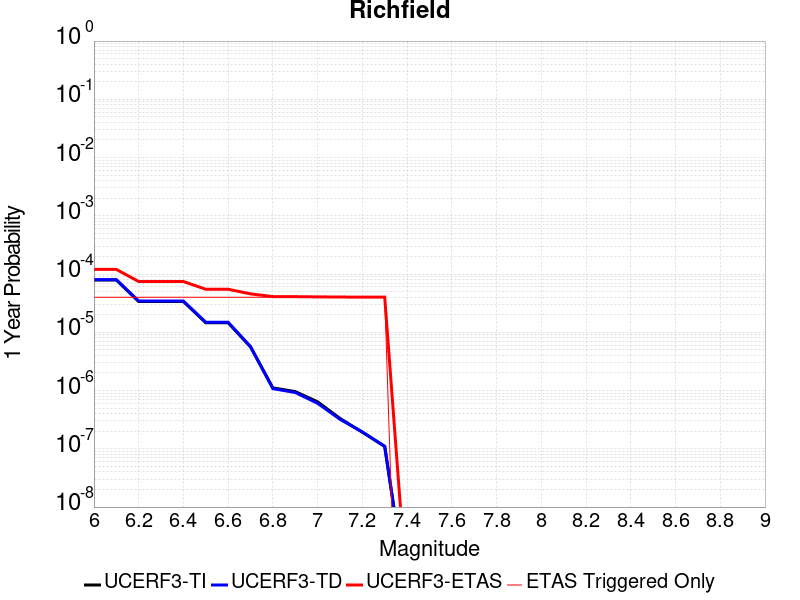 Richfield
10^0
10^-1
10^-2
10^-3
10^-4
10^-5
10^-6
10^-7
10^-8
1 Year Probability
6 6.2 6.4 6.6 6.8 7 7.2 7.4 7.6 7.8 8 8.2 8.4 8.6 8.8 9
Magnitude
UCERF3-TI UCERF3-TD UCERF3-ETAS ETAS Triggered Only